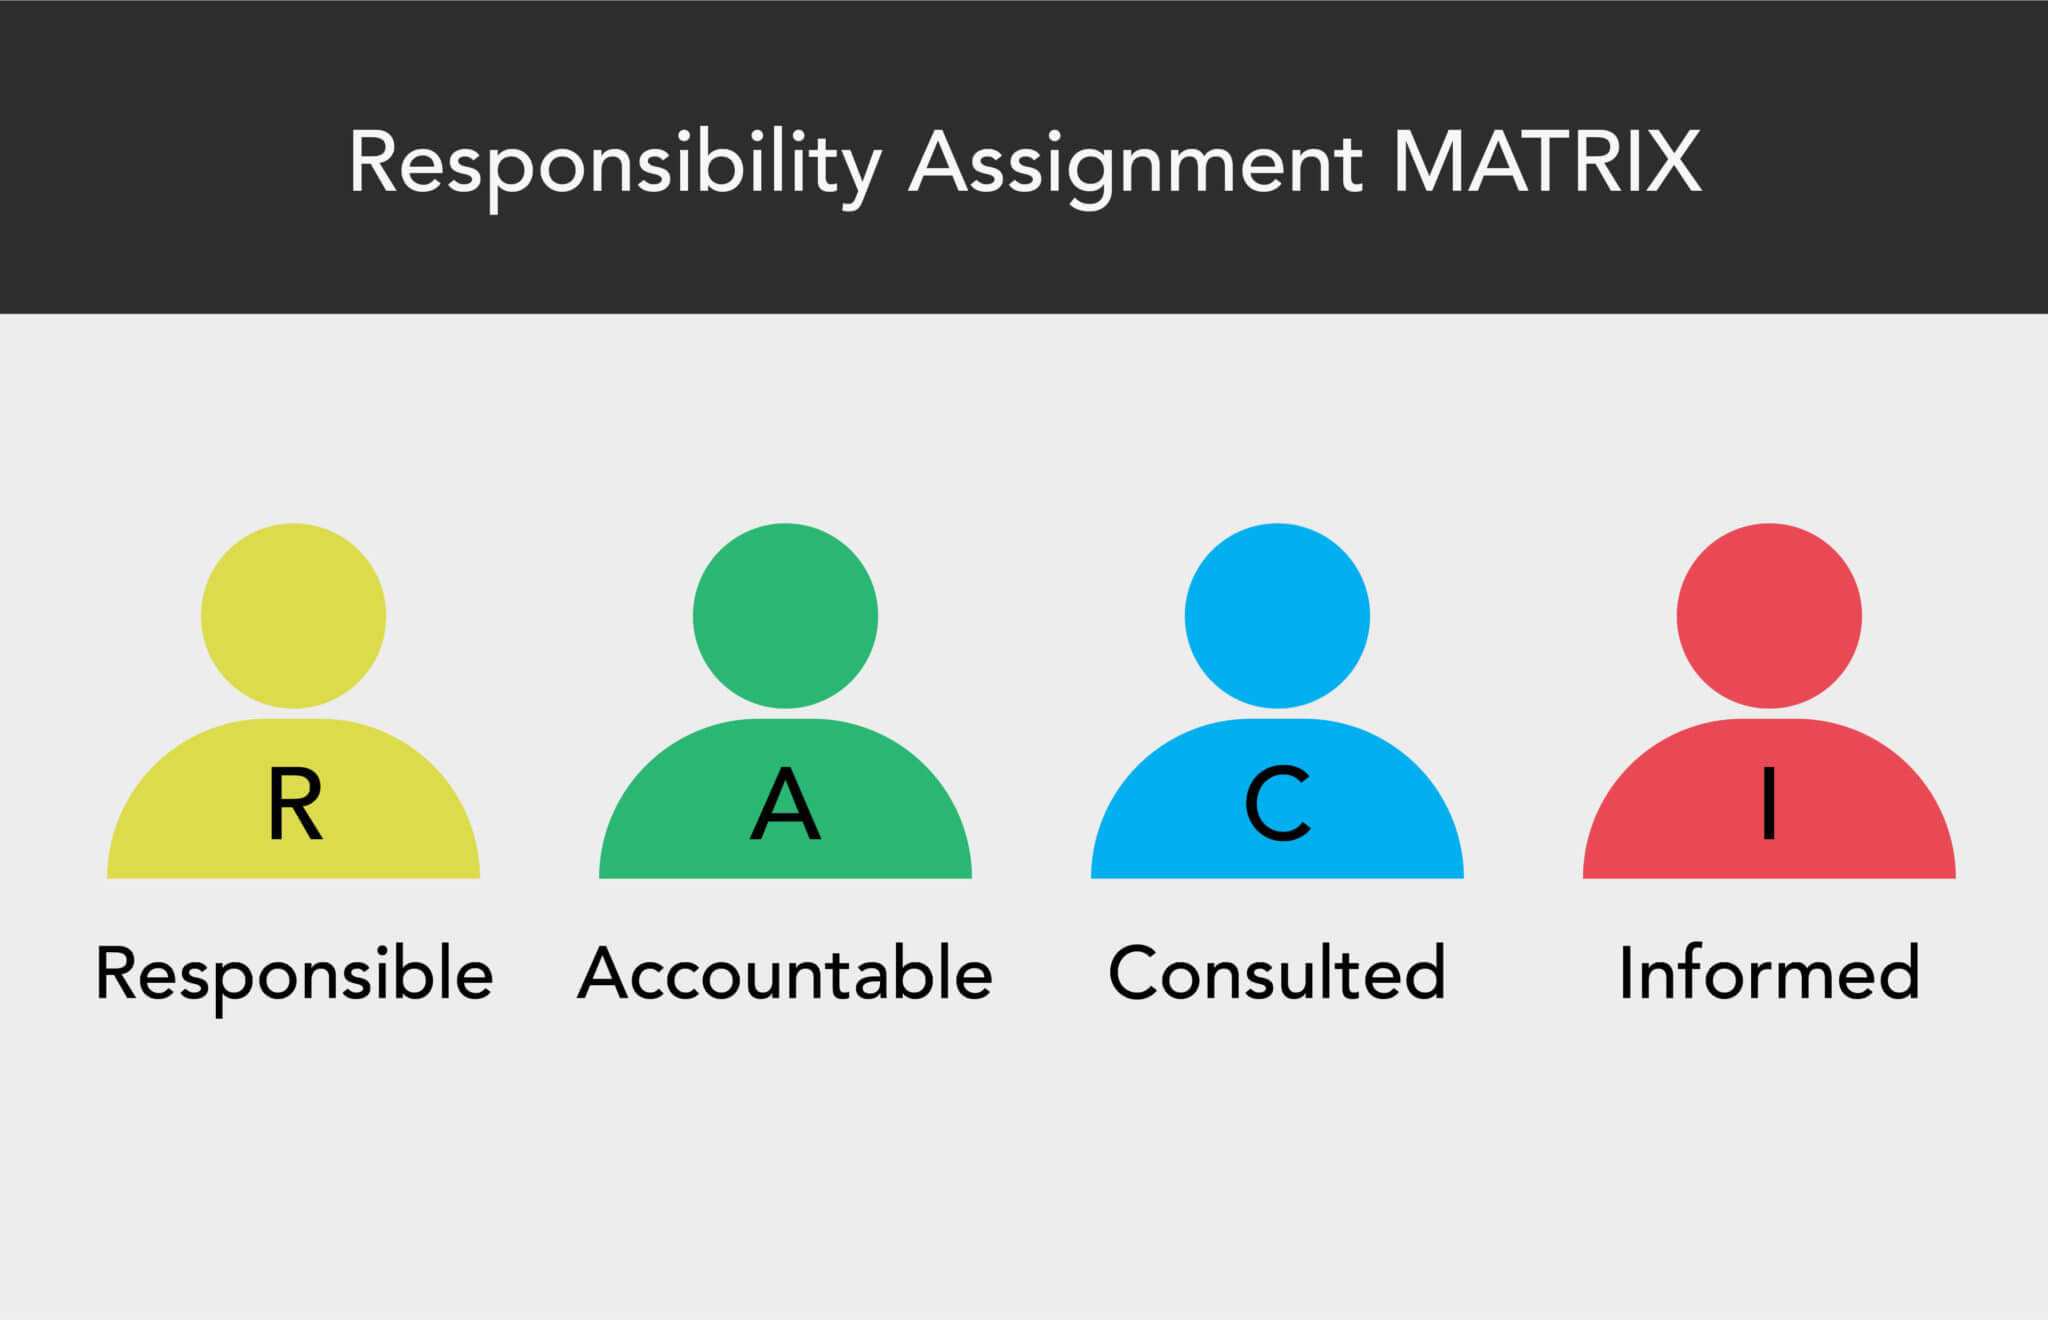 Responsibility Assignment MATRIX
R A C I
Responsible Accountable Consulted Informed